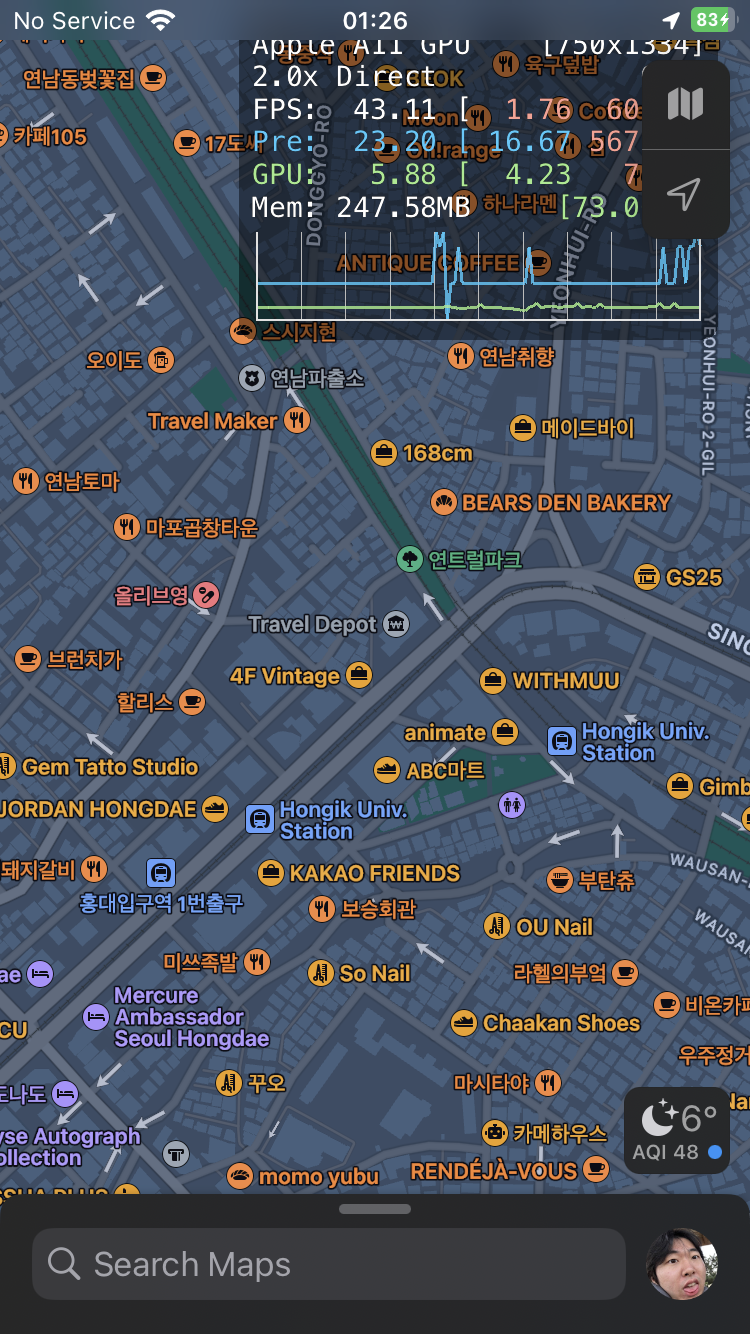 No Service
01:26
83
Apple A11 GPU [750x1334]
2.0x Direct
FPS: 43.11 [ 1.76 60
Pre: 23.20 [ 16.67 567
GPU: 5.88 [ 4.23 7
Mem: 247.58MB [73.0
연남동벚꽃집
육구덮밥
카페105
Moon
Oh!range
DONGGYO-RO
하나라멘
YEONHUI-RO
ANTIQUE COFFEE
스시지현
오이도
연남파출소
연남취향
YEONHUI-RO 2-GIL
Travel Maker
메이드바이
168cm
연남토마
BEARS DEN BAKERY
마포곱창타운
연트럴파크
GS25
올리브영
Travel Depot
SINC
브런치가
4F Vintage
WITHMUU
할리스
animate
Hongik Univ.
Station
Gem Tatto Studio
ABC마트
Gimb
JORDAN HONGDAE
Hongik Univ.
Station
돼지갈비
KAKAO FRIENDS
부탄츄
WAUSAN-
홍대입구역 1번출구
보승회관
WAUSAN-
OU Nail
미쓰족발
So Nail
라헬의부엌
ae
Mercure
Ambassador
Seoul Hongdae
비온카페
CU
Chaakan Shoes
우주정거
꾸오
마시타야
도나도
6°
AQI 48
카메하우스
yse Autograph
ollection
momo yubu
RENDÉJÀ-VOUS
Search Maps